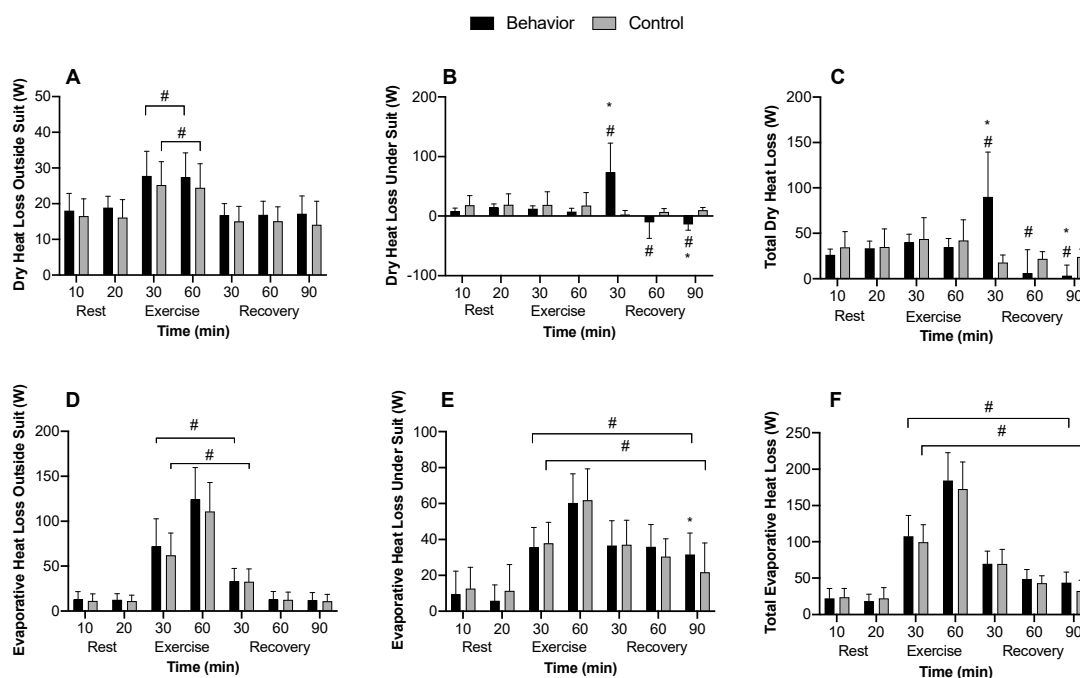 Behavior Control
A
Dry Heat Loss Outside Suit (W)
50
40
30
20
10
0
#
#
10 20 30 60 30 60 90
Rest Exercise Recovery
Time (min)
B
Dry Heat Loss Under Suit (W)
200
100
0
-100
*
#
#
#
*
10 20 30 60 30 60 90
Rest Exercise Recovery
Time (min)
C
Total Dry Heat Loss (W)
200
150
100
50
0
*
#
#
*
#
10 20 30 60 30 60 90
Rest Exercise Recovery
Time (min)
D
Evaporative Heat Loss Outside Suit (W)
200
150
100
50
0
#
#
10 20 30 60 30 60 90
Rest Exercise Recovery
Time (min)
E
Evaporative Heat Loss Under Suit (W)
100
80
60
40
20
0
#
#
*
10 20 30 60 30 60 90
Rest Exercise Recovery
Time (min)
F
Total Evaporative Heat Loss (W)
250
200
150
100
50
0
#
#
10 20 30 60 30 60 90
Rest Exercise Recovery
Time (min)